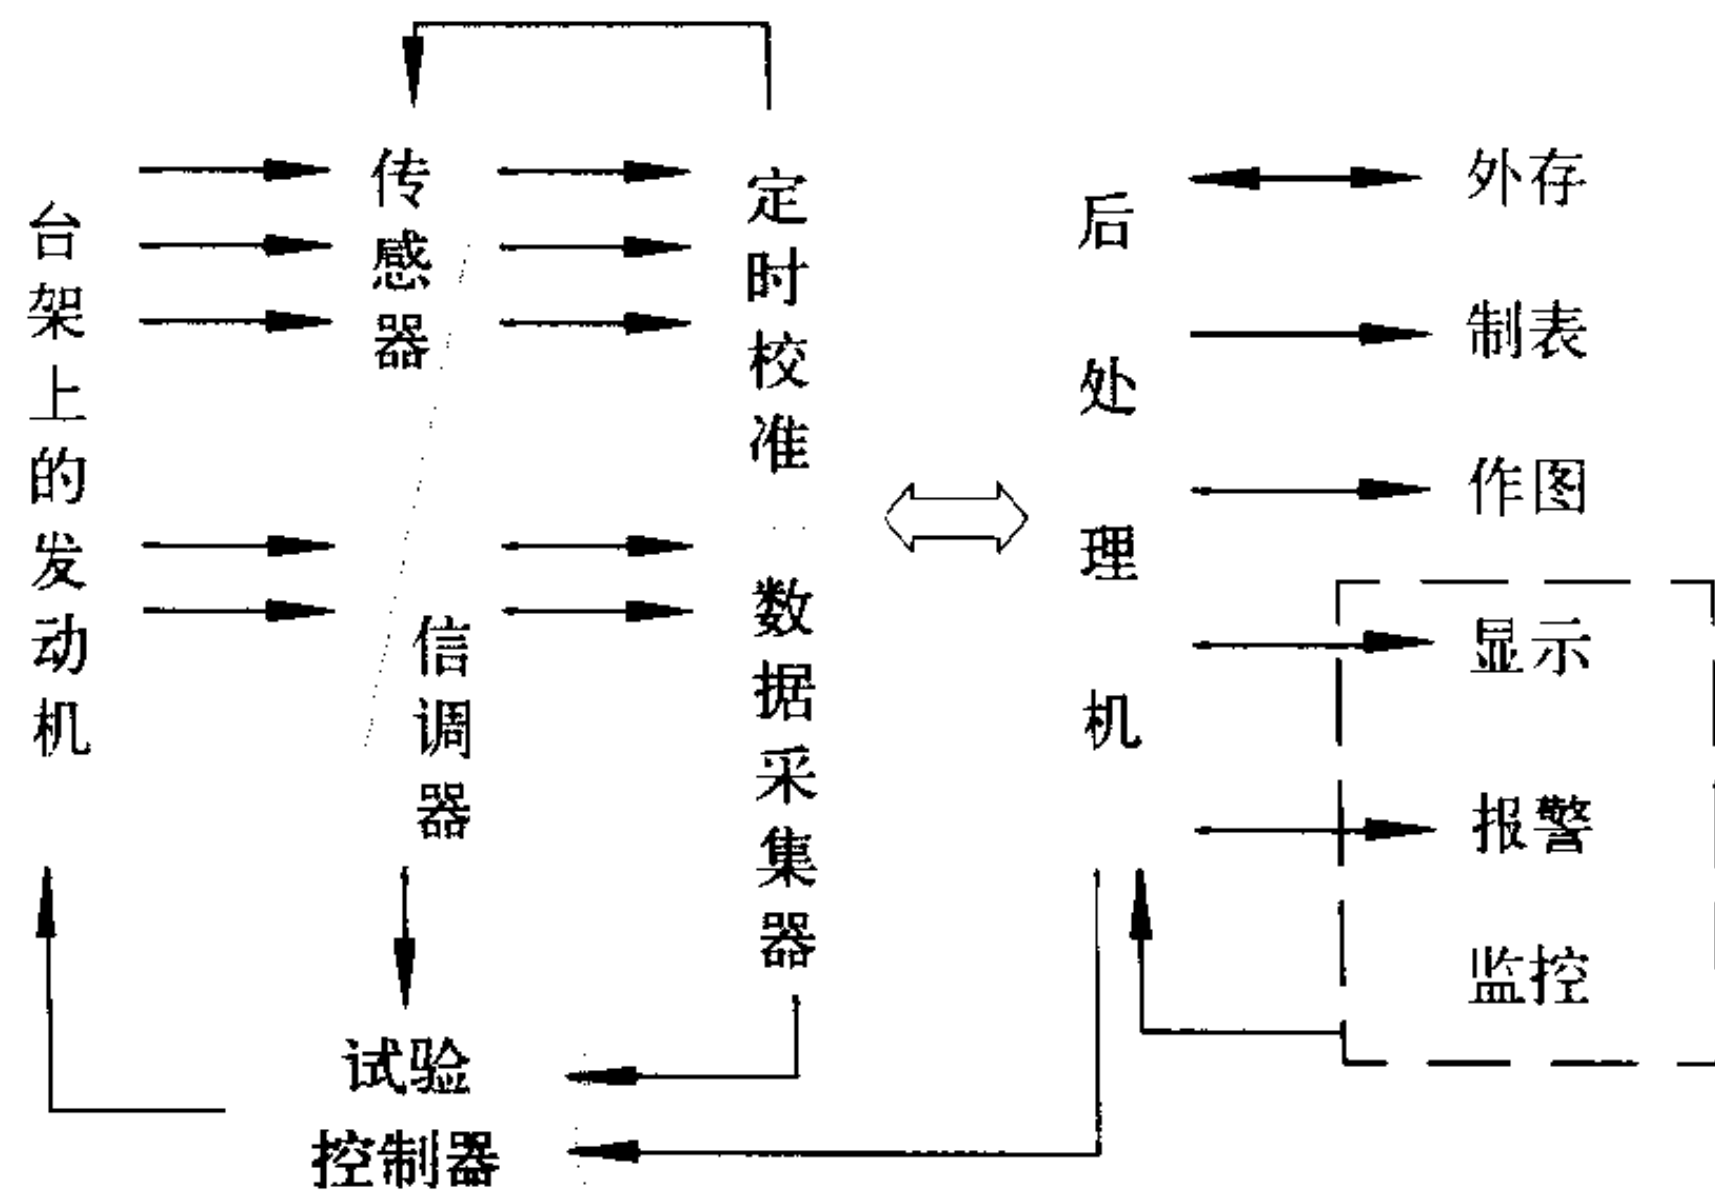 台架上的发动机
传感器
信调器
定时校准
数据采集器
后处理机
外存
制表
作图
显示
报警
监控
试验
控制器